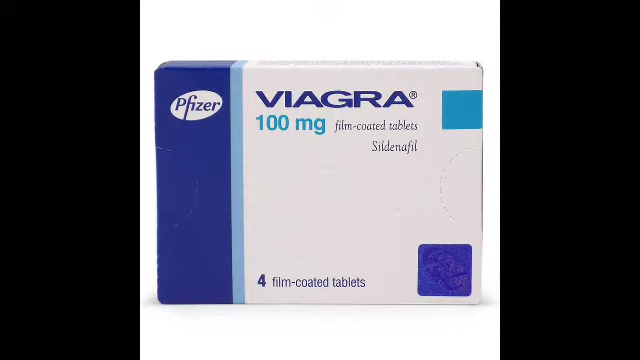 Pfizer
VIAGRA®
100 mg film-coated tablets
Sildenafil
4 film-coated tablets